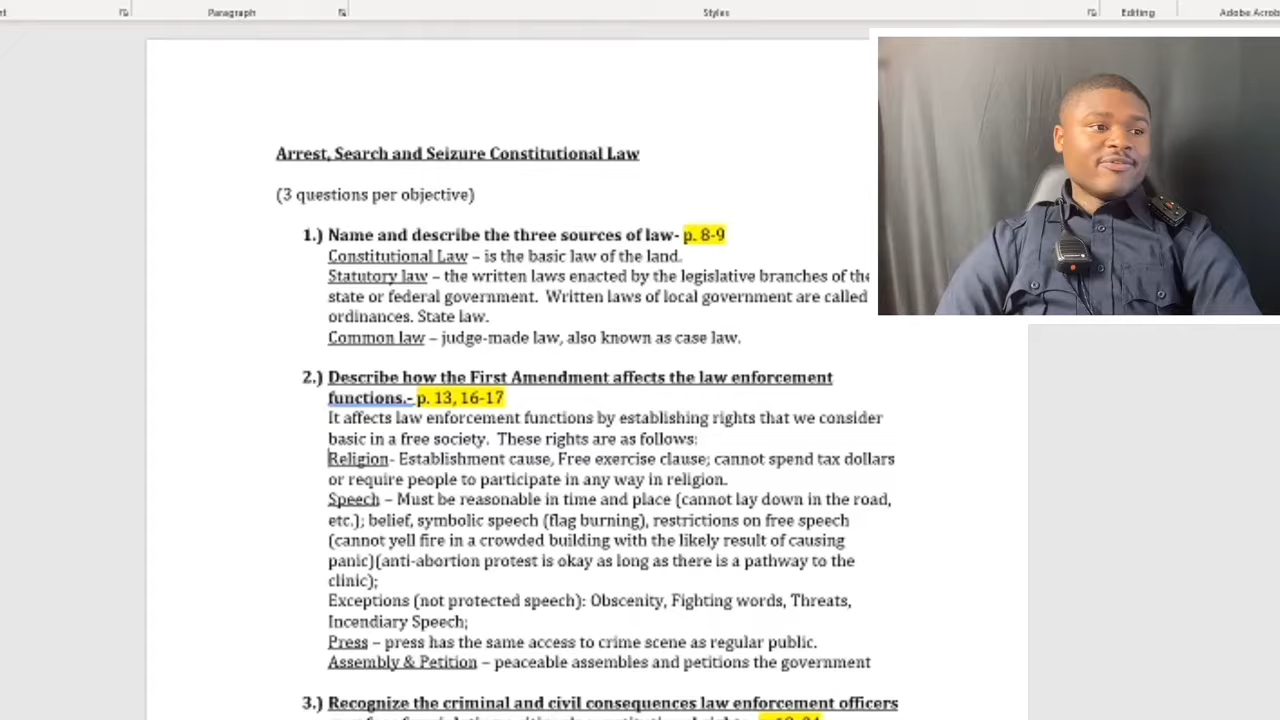 Paragraph
Styles
Editing
Adobe Acrob
Arrest, Search and Seizure Constitutional Law
(3 questions per objective)
1.) Name and describe the three sources of law- p. 8-9
Constitutional Law – is the basic law of the land.
Statutory law – the written laws enacted by the legislative branches of the
state or federal government. Written laws of local government are called
ordinances. State law.
Common law – judge-made law, also known as case law.
2.) Describe how the First Amendment affects the law enforcement
functions.- p. 13, 16-17
It affects law enforcement functions by establishing rights that we consider
basic in a free society. These rights are as follows:
Religion- Establishment cause, Free exercise clause; cannot spend tax dollars
or require people to participate in any way in religion.
Speech – Must be reasonable in time and place (cannot lay down in the road,
etc.); belief, symbolic speech (flag burning), restrictions on free speech
(cannot yell fire in a crowded building with the likely result of causing
panic)(anti-abortion protest is okay as long as there is a pathway to the
clinic);
Exceptions (not protected speech): Obscenity, Fighting words, Threats,
Incendiary Speech;
Press – press has the same access to crime scene as regular public.
Assembly & Petition – peaceable assembles and petitions the government
3.) Recognize the criminal and civil consequences law enforcement officers